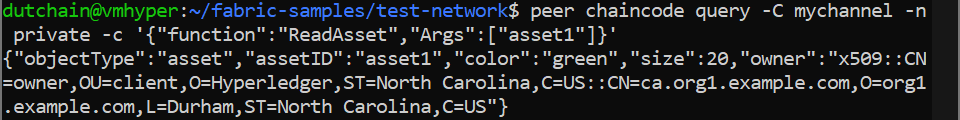 dutchain@vmhyper:~/fabric-samples/test-network$ peer chaincode query -C mychannel -n
 private -c '{"function":"ReadAsset","Args":["asset1"]}'
{"objectType":"asset","assetID":"asset1","color":"green","size":20,"owner":"x509::CN
=owner,OU=client,O=Hyperledger,ST=North Carolina,C=US::CN=ca.org1.example.com,O=org1
.example.com,L=Durham,ST=North Carolina,C=US"}